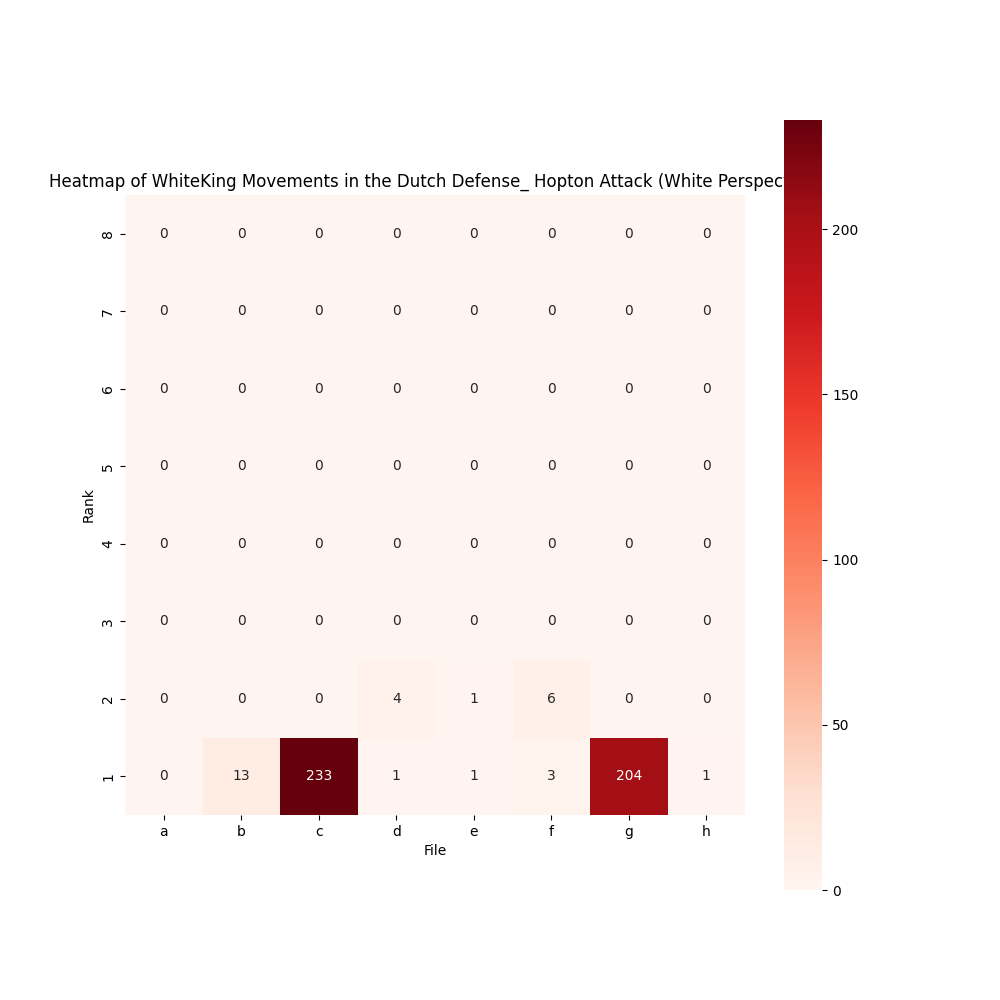 Heatmap of WhiteKing Movements in the Dutch Defense_ Hopton Attack (White Perspec
8 0 0 0 0 0 0 0 0
7 0 0 0 0 0 0 0 0
6 0 0 0 0 0 0 0 0
5 0 0 0 0 0 0 0 0
4 0 0 0 0 0 0 0 0
3 0 0 0 0 0 0 0 0
2 0 0 0 4 1 6 0 0
1 0 13 233 1 1 3 204 1
a b c d e f g h
File
Rank
200
150
100
50
0